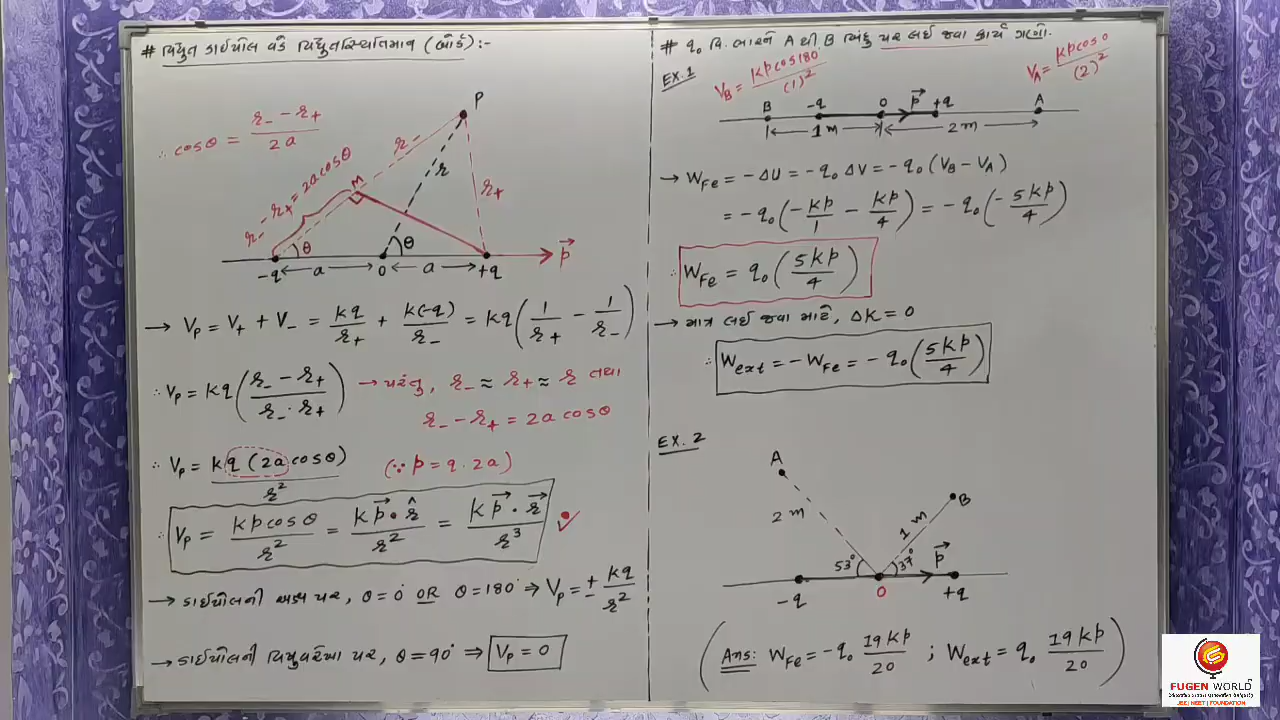 # વિદ્યુત ડાઈપોલ વડે વિદ્યુતસ્થિતિમાન (બોર્ડ) :-
∴ cosθ = (r₋ - r₊)/2a
P
r₋
r
r₊
r₋ - r₊ = 2a cosθ
M
θ
θ
-q a O a +q p⃗
→ Vₚ = V₊ + V₋ = kq/r₊ + k(-q)/r₋ = kq(1/r₊ - 1/r₋)
∴ Vₚ = kq((r₋ - r₊)/(r₋ · r₊)) → પરંતુ, r₋ ≈ r₊ ≈ r તથા
r₋ - r₊ = 2a cosθ
∴ Vₚ = kq(2a cosθ)/r² (∵ p = q · 2a)
∴ Vₚ = kp cosθ/r² = k p⃗ · r̂/r² = k p⃗ · r⃗/r³
→ ડાઈપોલની અક્ષ પર, θ = 0° OR θ = 180° ⇒ Vₚ = ± kq/r²
→ ડાઈપોલની વિષુવરેખા પર, θ = 90° ⇒ Vₚ = 0
# q₀ વિ.ભારને A થી B બિંદુ પર લઈ જવા કાર્ય ગણો.
EX.1
V_B = kp cos180°/(1)²
V_A = kp cos0°/(2)²
B -q O p⃗ +q A
1 m 2 m
→ W_Fe = -ΔU = -q₀ ΔV = -q₀ (V_B - V_A)
= -q₀(-kp/1 - kp/4) = -q₀(-5kp/4)
∴ W_Fe = q₀(5kp/4)
→ માત્ર લઈ જવા માટે, ΔK = 0
∴ W_ext = -W_Fe = -q₀(5kp/4)
EX. 2
A
B
2 m
1 m
53° 37° p⃗
-q O +q
(Ans: W_Fe = -q₀ 19kp/20 ; W_ext = q₀ 19kp/20)
FUGEN WORLD
JEE | NEET | FOUNDATION